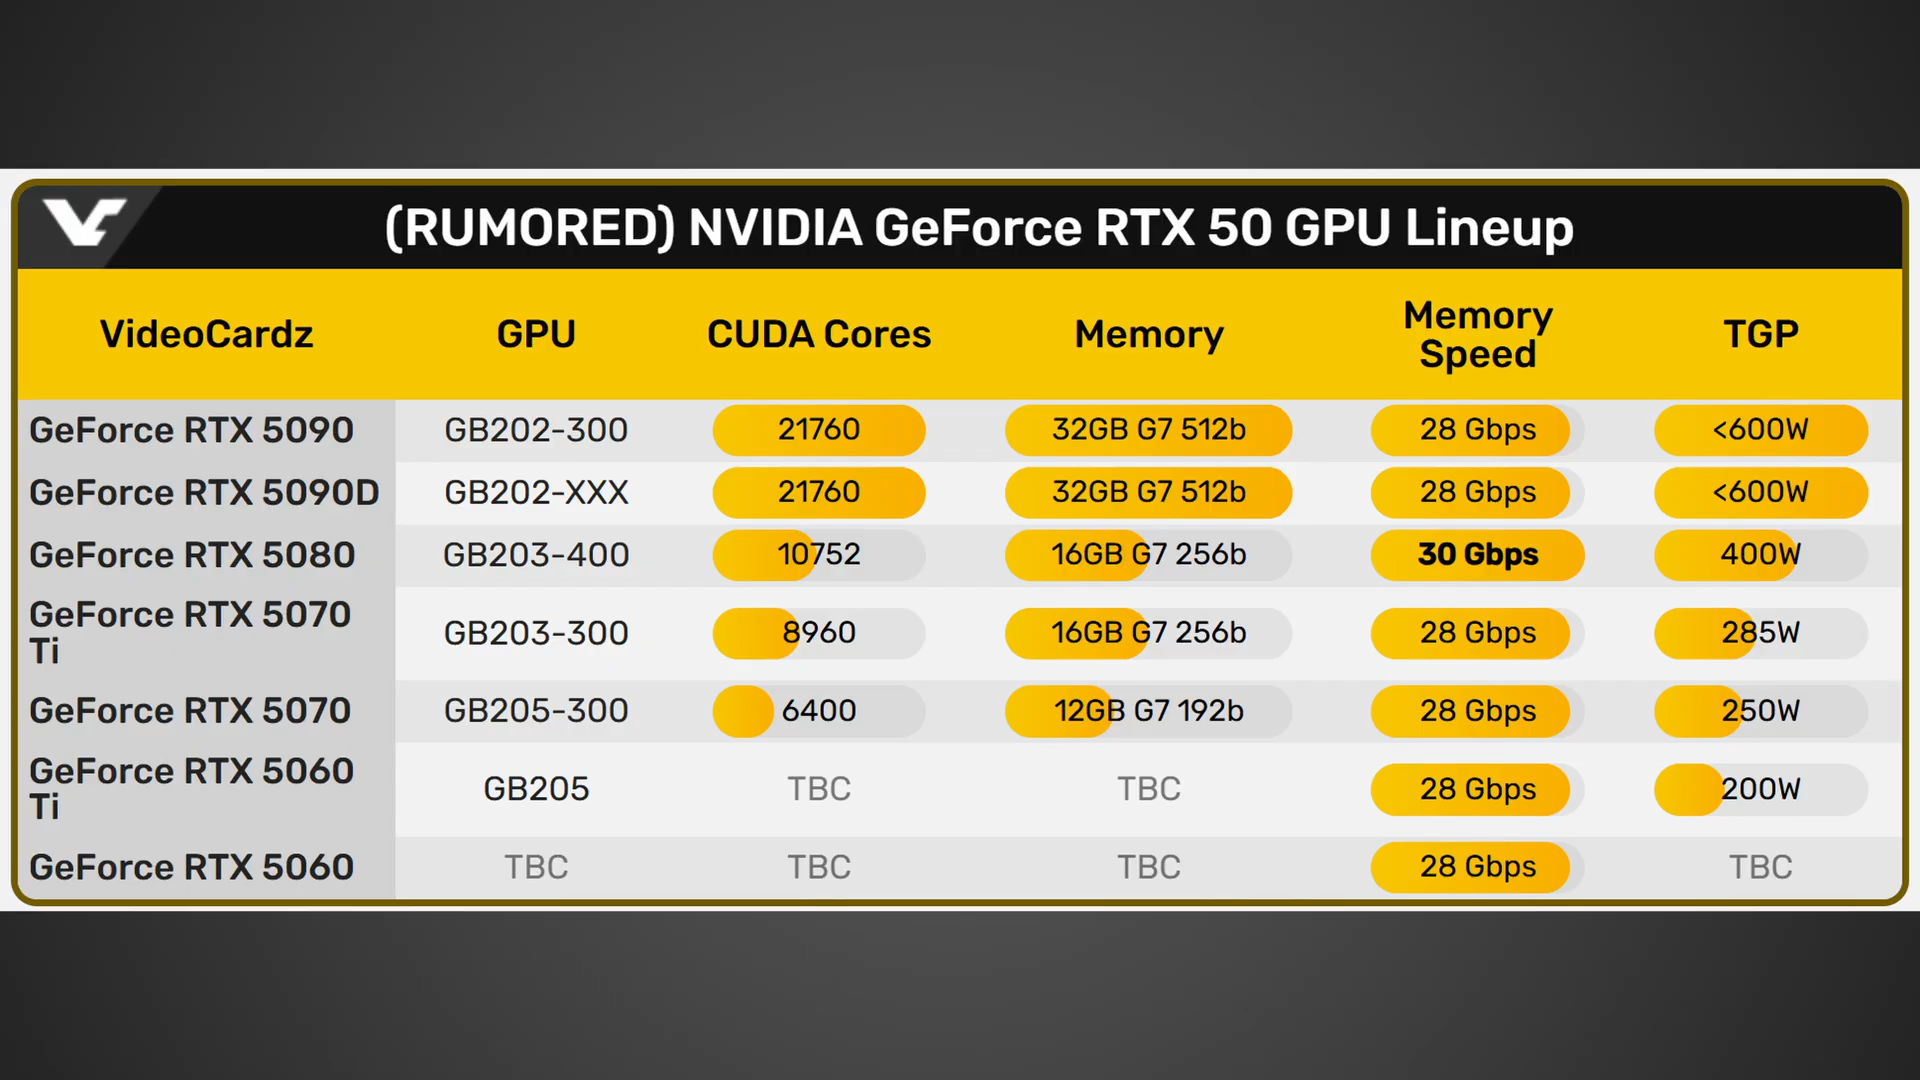 (RUMORED) NVIDIA GeForce RTX 50 GPU Lineup
VideoCardz GPU CUDA Cores Memory Memory Speed TGP
GeForce RTX 5090 GB202-300 21760 32GB G7 512b 28 Gbps <600W
GeForce RTX 5090D GB202-XXX 21760 32GB G7 512b 28 Gbps <600W
GeForce RTX 5080 GB203-400 10752 16GB G7 256b 30 Gbps 400W
GeForce RTX 5070 Ti GB203-300 8960 16GB G7 256b 28 Gbps 285W
GeForce RTX 5070 GB205-300 6400 12GB G7 192b 28 Gbps 250W
GeForce RTX 5060 Ti GB205 TBC TBC 28 Gbps 200W
GeForce RTX 5060 TBC TBC TBC 28 Gbps TBC